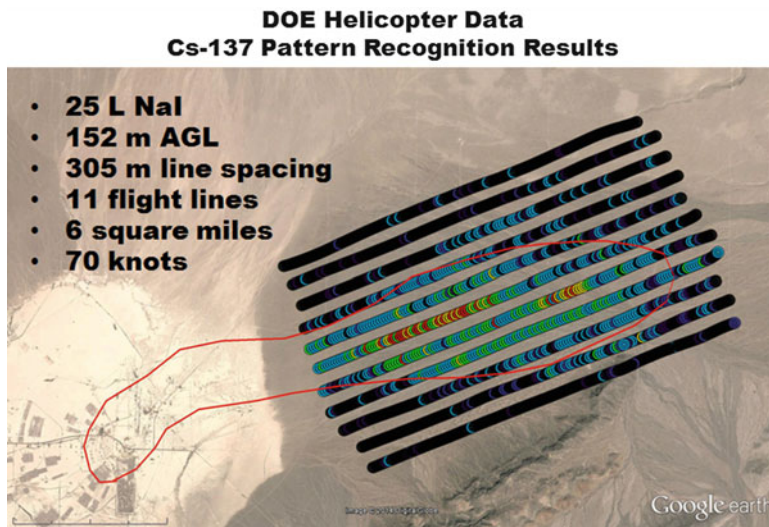 DOE Helicopter Data
Cs-137 Pattern Recognition Results
• 25 L NaI
• 152 m AGL
• 305 m line spacing
• 11 flight lines
• 6 square miles
• 70 knots
Google earth